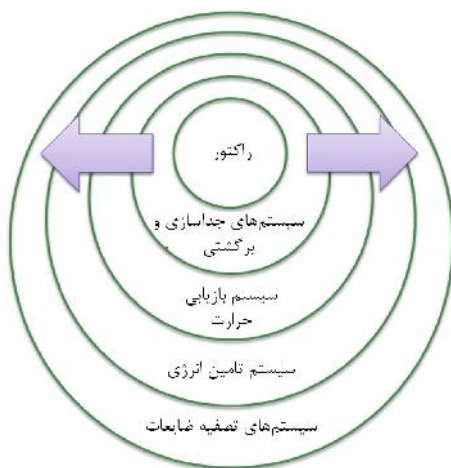 راکتور
سیستم‌های جداسازی و
برگشتی
سیستم بازیابی
حرارت
سیستم تامین انرژی
سیستم‌های تصفیه ضایعات